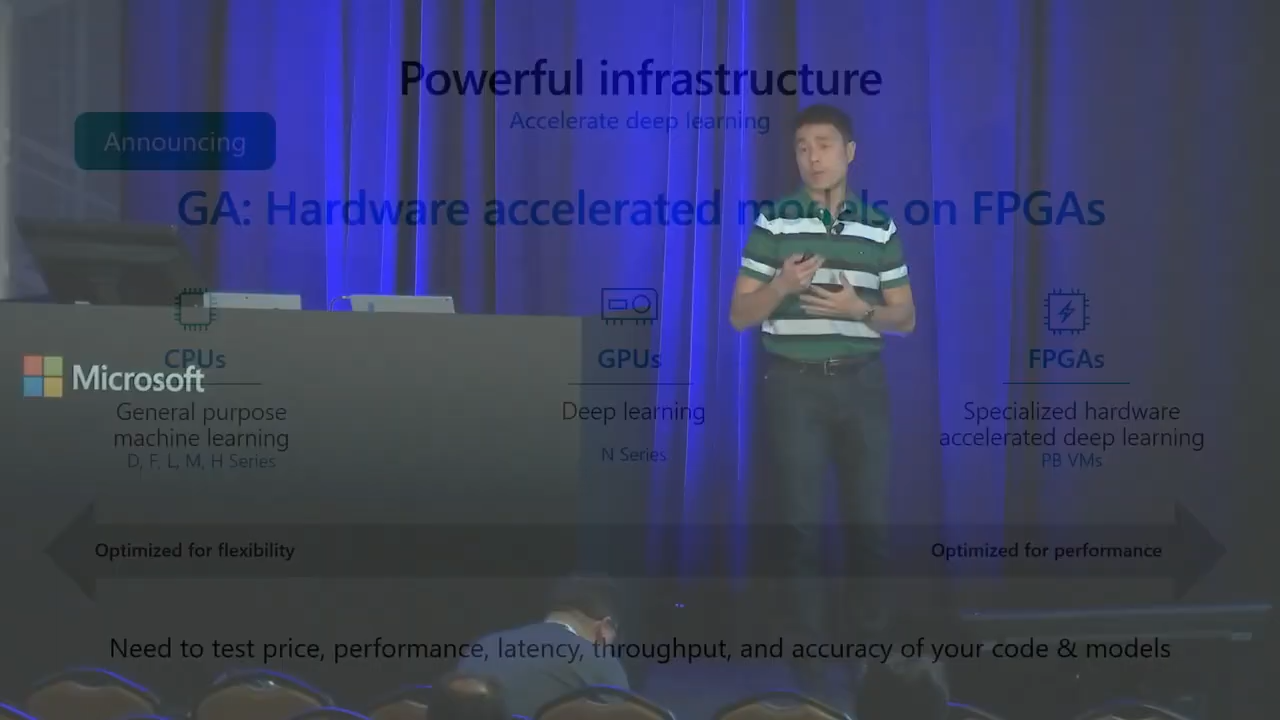 Powerful infrastructure
Accelerate deep learning
Announcing
GA: Hardware accelerated models on FPGAs
CPUs
GPUs
FPGAs
Microsoft
General purpose
machine learning
D, F, L, M, H Series
Deep learning
N Series
Specialized hardware
accelerated deep learning
PB VMs
Optimized for flexibility
Optimized for performance
Need to test price, performance, latency, throughput, and accuracy of your code & models